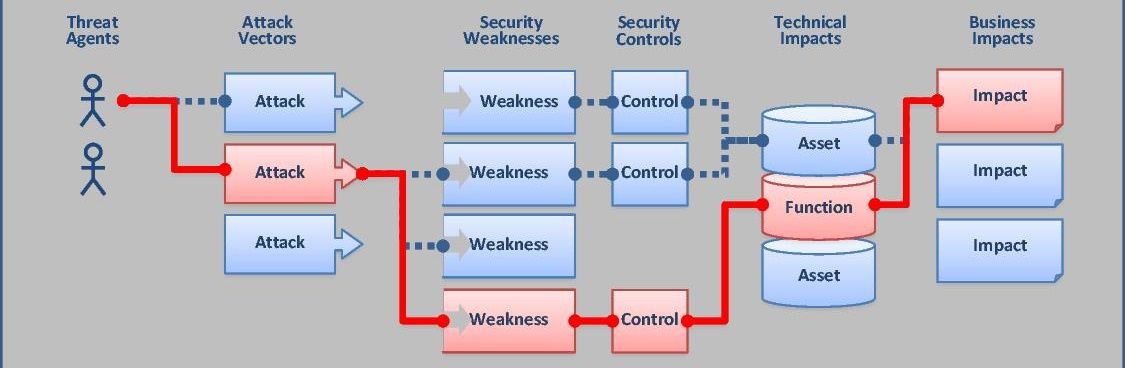 Threat
Agents
Attack
Vectors
Security
Weaknesses
Security
Controls
Technical
Impacts
Business
Impacts
Attack
Attack
Attack
Weakness
Weakness
Weakness
Weakness
Control
Control
Control
Asset
Function
Asset
Impact
Impact
Impact